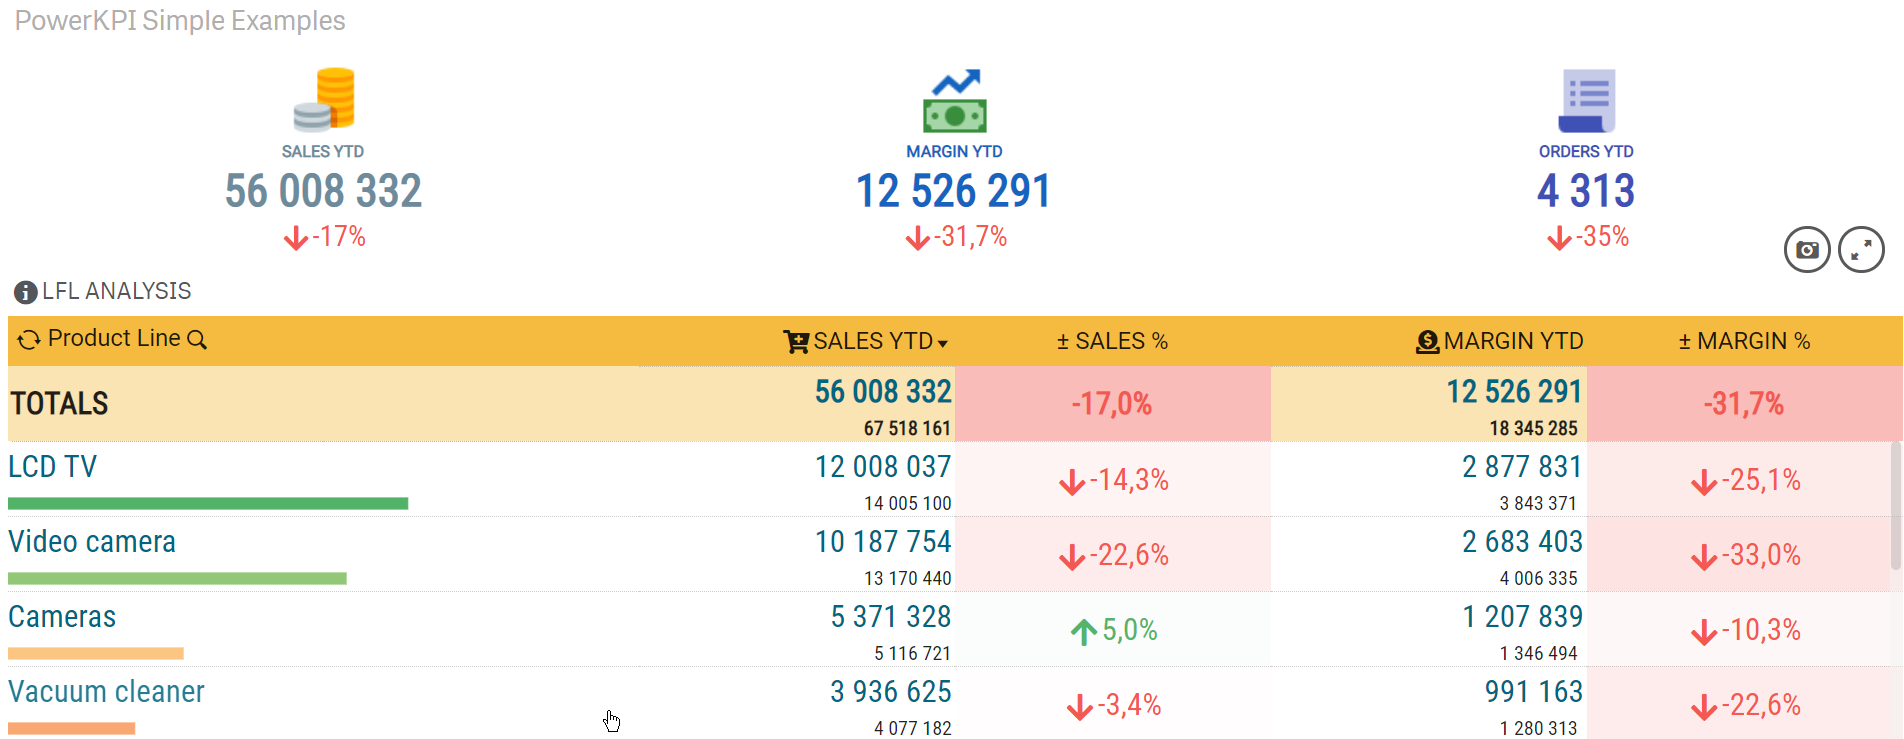 PowerKPI Simple Examples
SALES YTD
56 008 332
-17%
MARGIN YTD
12 526 291
-31,7%
ORDERS YTD
4 313
-35%
LFL ANALYSIS
Product Line SALES YTD ± SALES % MARGIN YTD ± MARGIN %
TOTALS 56 008 332 -17,0% 12 526 291 -31,7%
67 518 161 18 345 285
LCD TV 12 008 037 -14,3% 2 877 831 -25,1%
14 005 100 3 843 371
Video camera 10 187 754 -22,6% 2 683 403 -33,0%
13 170 440 4 006 335
Cameras 5 371 328 5,0% 1 207 839 -10,3%
5 116 721 1 346 494
Vacuum cleaner 3 936 625 -3,4% 991 163 -22,6%
4 077 182 1 280 313